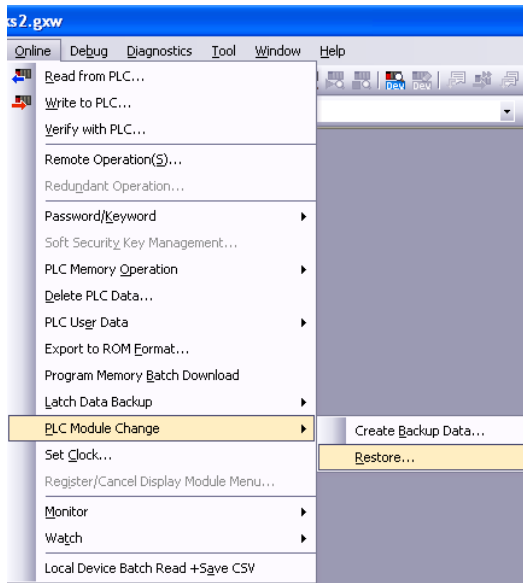 ks2.gxw
Online Debug Diagnostics Tool Window Help
Read from PLC...
Write to PLC...
Verify with PLC...
Remote Operation(S)...
Redundant Operation...
Password/Keyword
Soft Security Key Management...
PLC Memory Operation
Delete PLC Data...
PLC User Data
Export to ROM Format...
Program Memory Batch Download
Latch Data Backup
PLC Module Change
Create Backup Data...
Set Clock...
Restore...
Register/Cancel Display Module Menu...
Monitor
Watch
Local Device Batch Read +Save CSV
DEV DEV